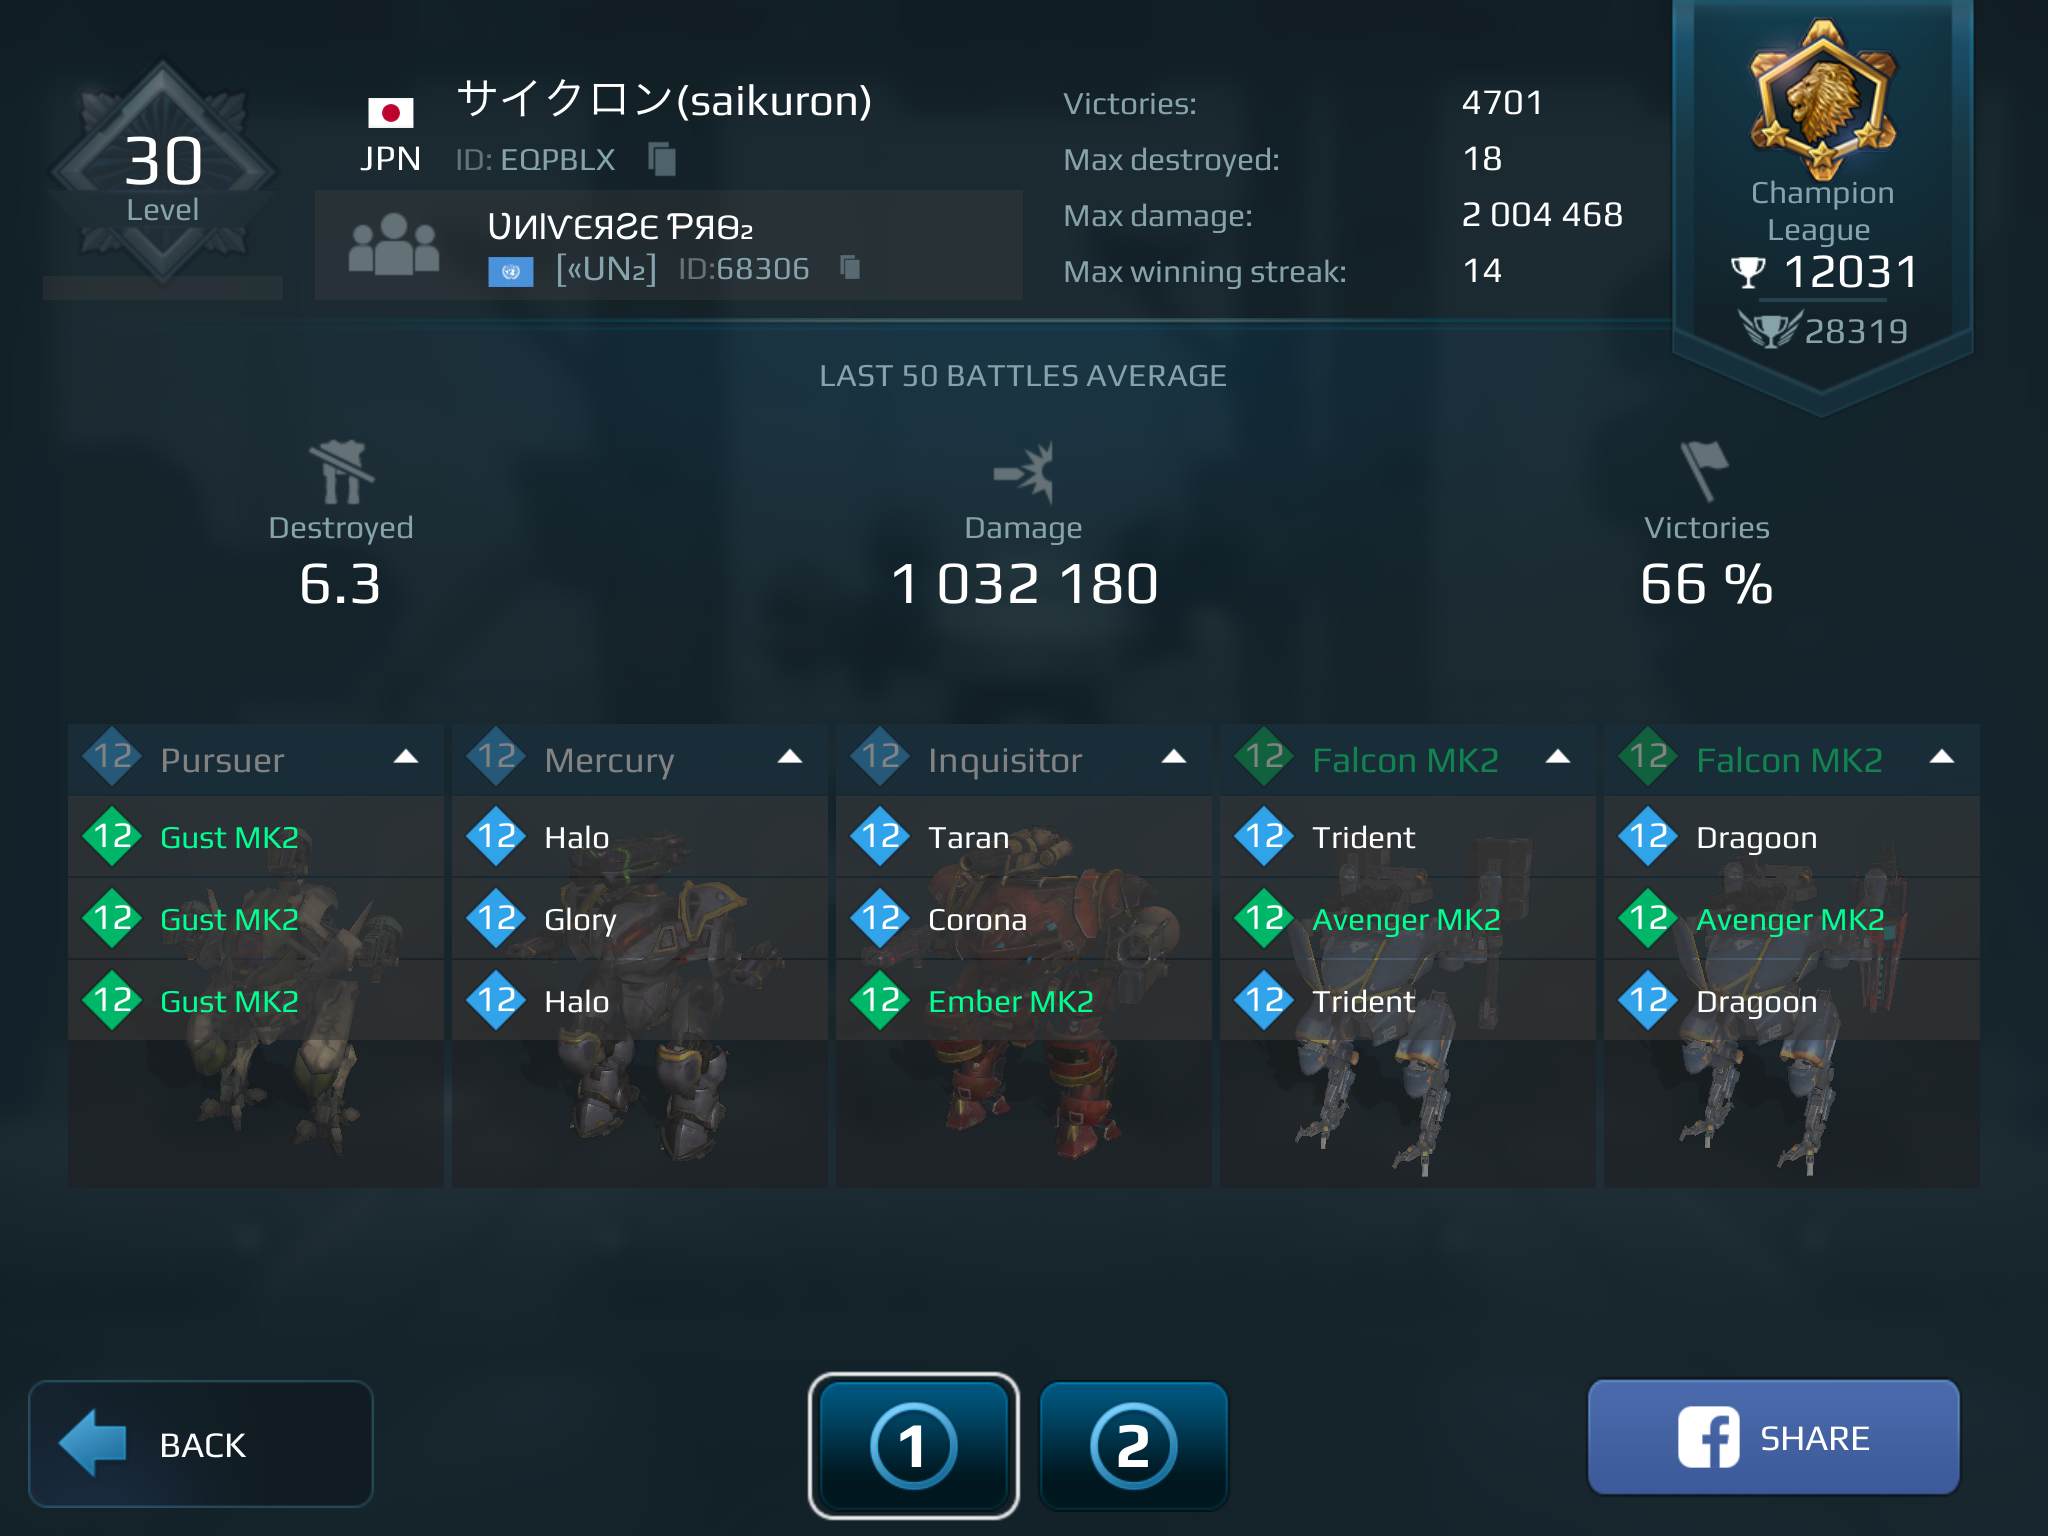 30
Level
JPN
サイクロン(saikuron)
ID: EQPBLX
ƲИIѴЄЯƧЄ ƤЯѲ₂
[«UN₂] ID:68306
Victories: 4701
Max destroyed: 18
Max damage: 2 004 468
Max winning streak: 14
Champion
League
12031
28319
LAST 50 BATTLES AVERAGE
Destroyed
6.3
Damage
1 032 180
Victories
66 %
12 Pursuer
12 Gust MK2
12 Gust MK2
12 Gust MK2
12 Mercury
12 Halo
12 Glory
12 Halo
12 Inquisitor
12 Taran
12 Corona
12 Ember MK2
12 Falcon MK2
12 Trident
12 Avenger MK2
12 Trident
12 Falcon MK2
12 Dragoon
12 Avenger MK2
12 Dragoon
BACK
1
2
SHARE